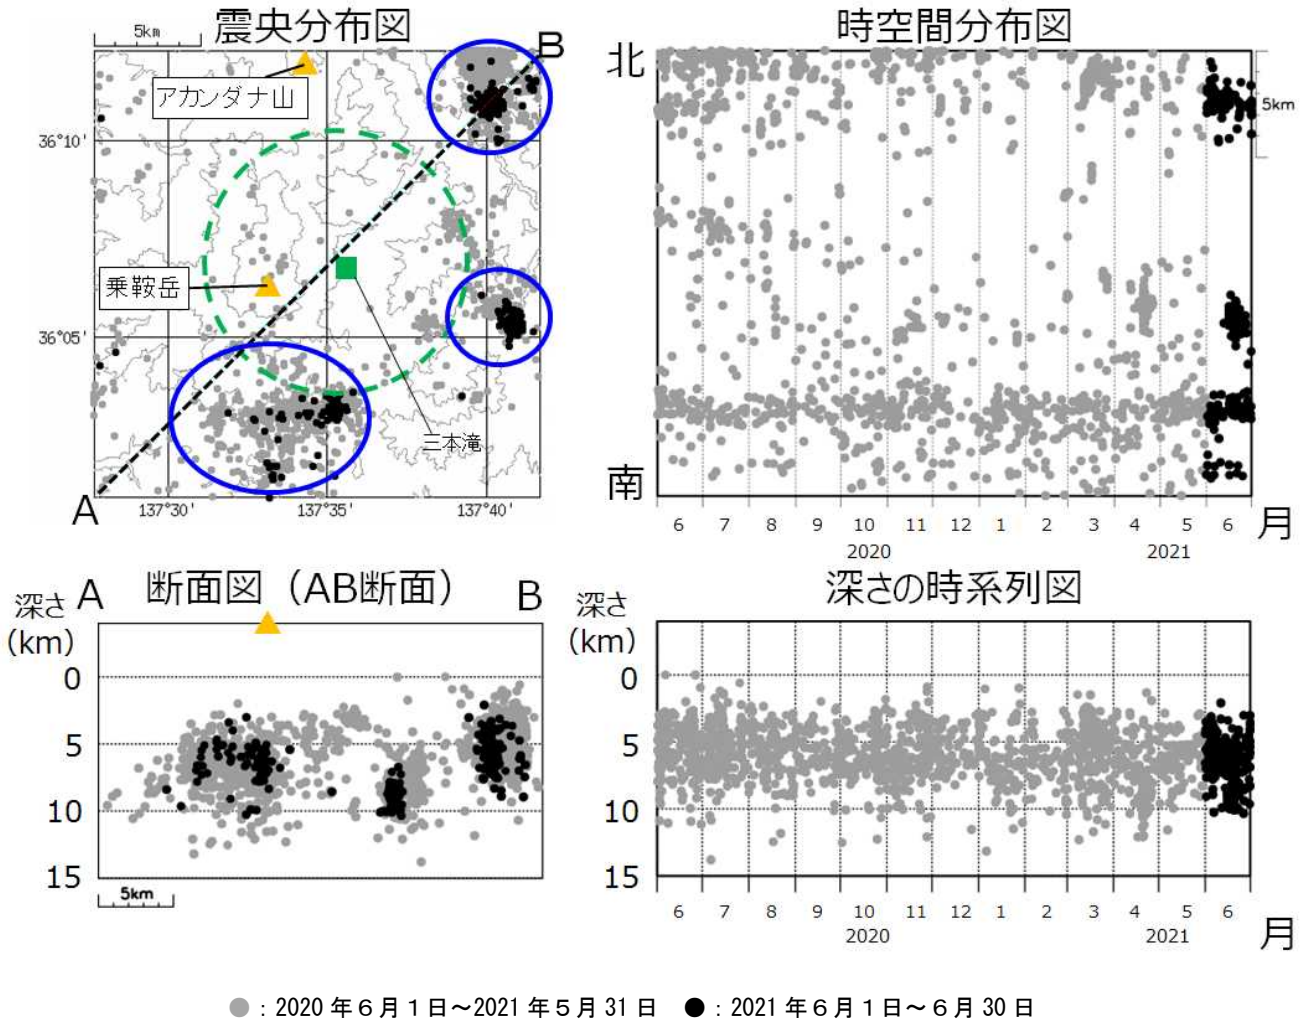 震央分布図
5km
B
アカンダナ山
36°10'
乗鞍岳
36°05'
三本滝
A
137°30'
137°35'
137°40'
時空間分布図
北
5km
南
6 7 8 9 10 11 12 1 2 3 4 5 6
月
2020 2021
断面図（AB断面）
A B
深さ
(km)
0
5
10
15
5km
深さの時系列図
深さ
(km)
0
5
10
15
6 7 8 9 10 11 12 1 2 3 4 5 6
2020 2021
月
●：2020年６月１日～2021年５月31日 ●：2021年６月１日～６月30日